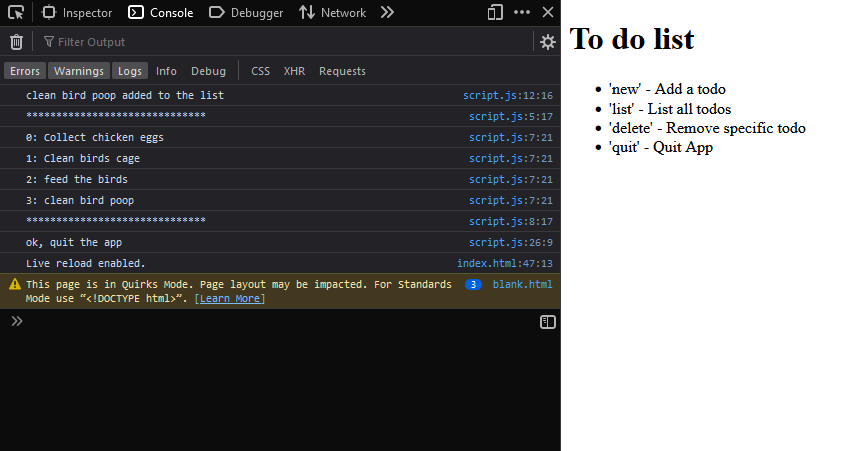 Inspector Console Debugger Network
Filter Output
Errors Warnings Logs Info Debug CSS XHR Requests
clean bird poop added to the list script.js:12:16
****************************** script.js:5:17
0: Collect chicken eggs script.js:7:21
1: Clean birds cage script.js:7:21
2: feed the birds script.js:7:21
3: clean bird poop script.js:7:21
****************************** script.js:8:17
ok, quit the app script.js:26:9
Live reload enabled. index.html:47:13
This page is in Quirks Mode. Page layout may be impacted. For Standards 3 blank.html
Mode use “<!DOCTYPE html>”. [Learn More]
To do list
• 'new' - Add a todo
• 'list' - List all todos
• 'delete' - Remove specific todo
• 'quit' - Quit App